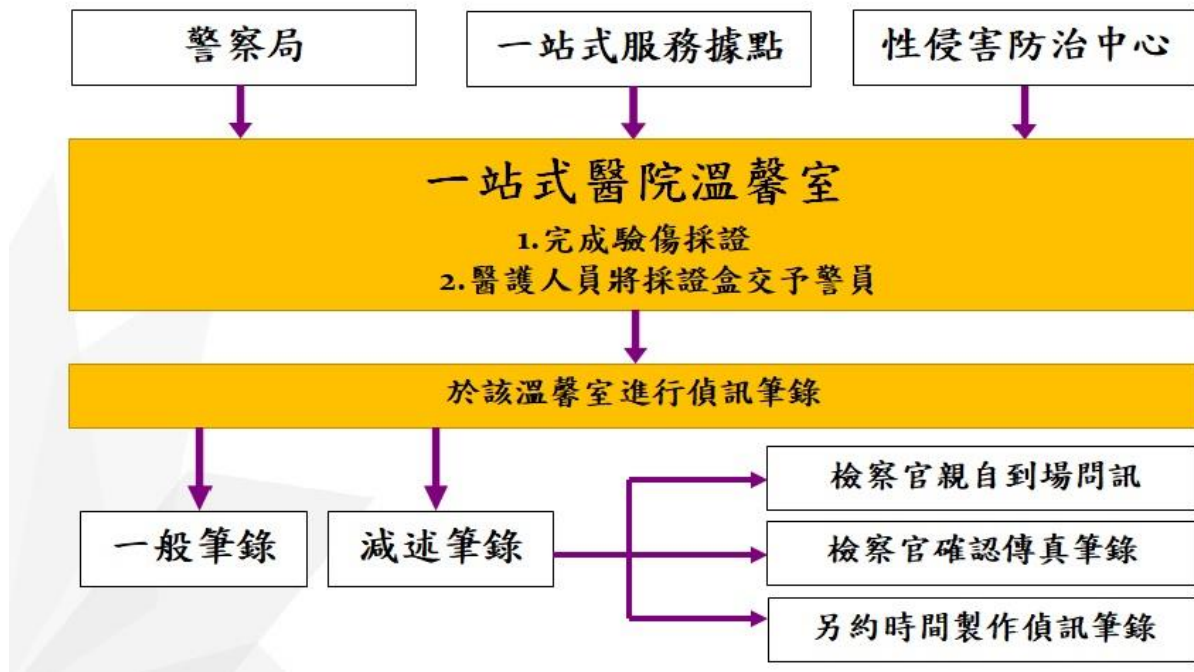 警察局
一站式服務據點
性侵害防治中心
一站式醫院溫馨室
1.完成驗傷採證
2.醫護人員將採證盒交予警員
於該溫馨室進行偵訊筆錄
一般筆錄
減述筆錄
檢察官親自到場問訊
檢察官確認傳真筆錄
另約時間製作偵訊筆錄